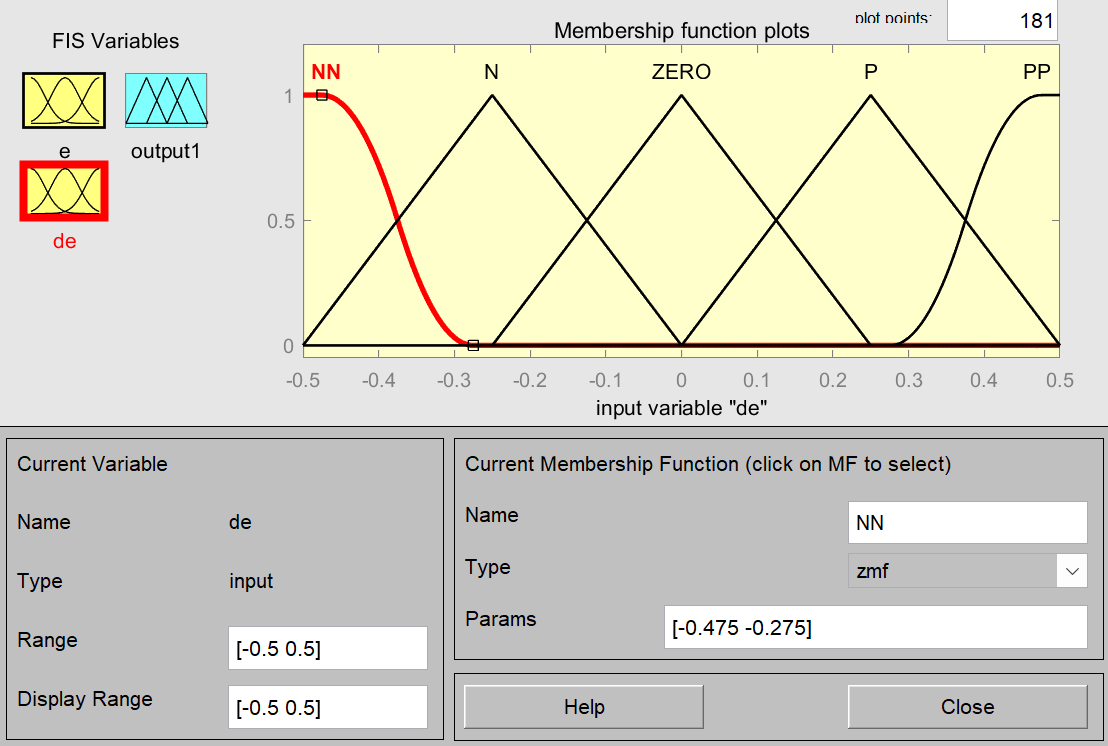 FIS Variables
e
output1
de
Membership function plots
plot points:
181
NN
N
ZERO
P
PP
1
0.5
0
-0.5
-0.4
-0.3
-0.2
-0.1
0
0.1
0.2
0.3
0.4
0.5
input variable "de"
Current Variable
Name de
Type input
Range [-0.5 0.5]
Display Range [-0.5 0.5]
Current Membership Function (click on MF to select)
Name NN
Type zmf
Params [-0.475 -0.275]
Help
Close